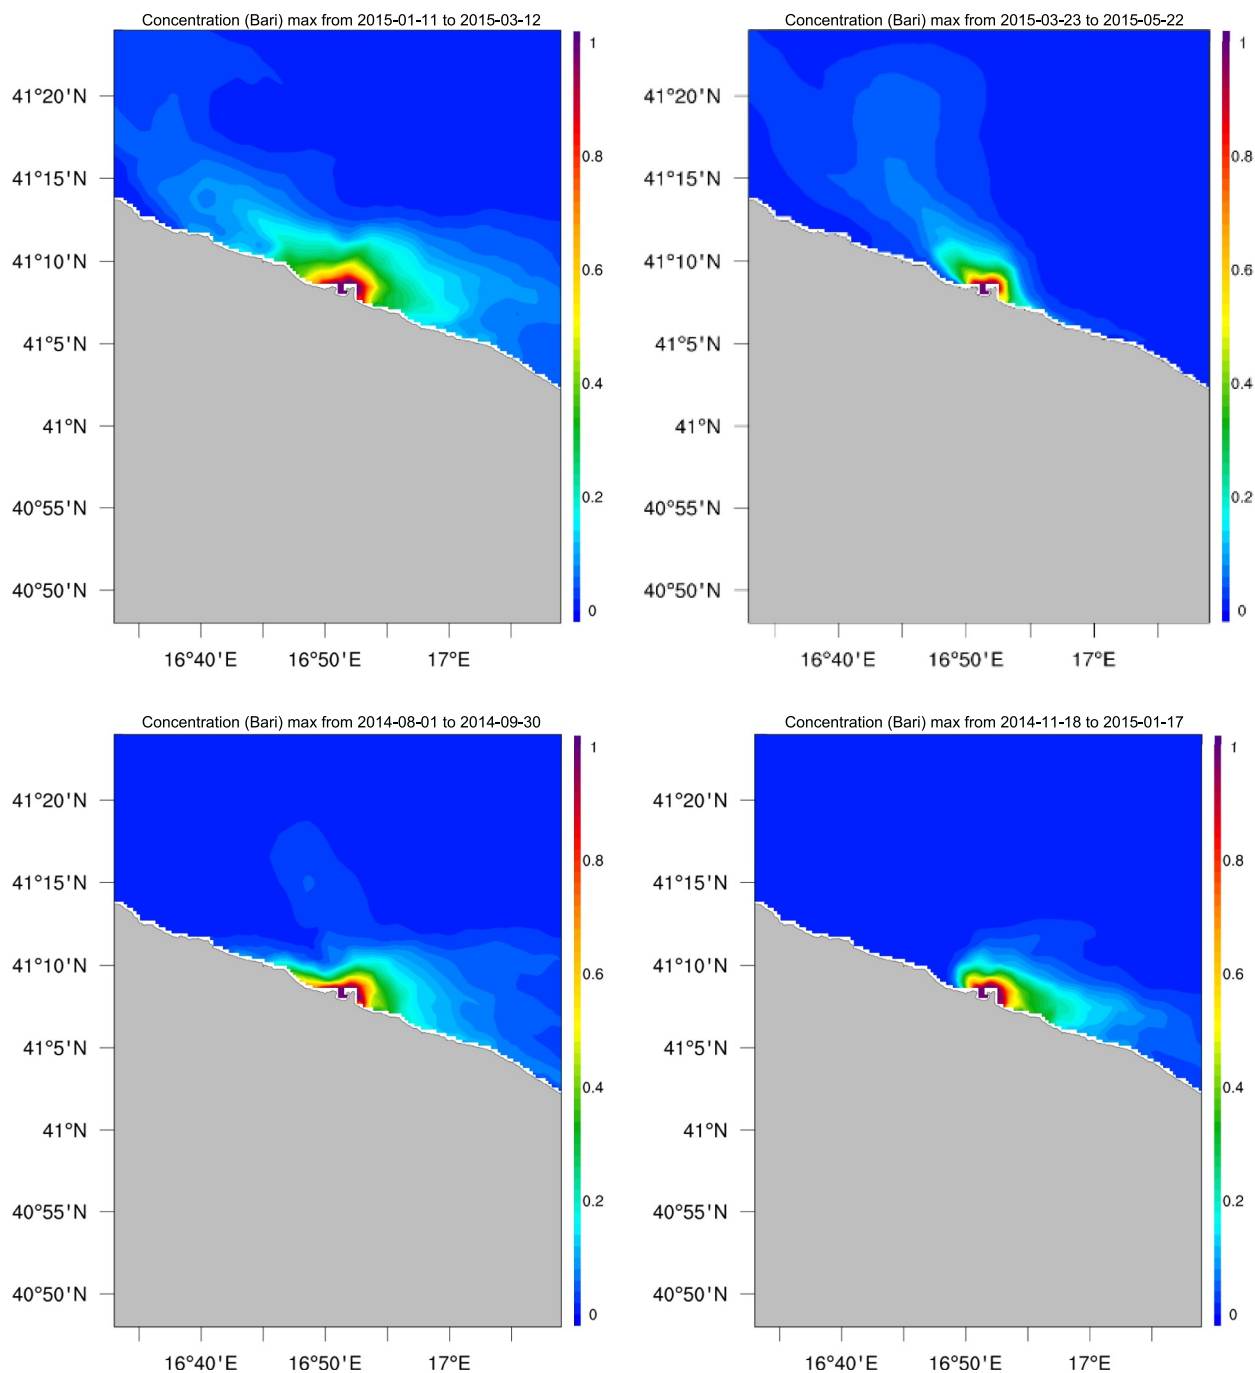 Concentration (Bari) max from 2015-01-11 to 2015-03-12
41°20'N
41°15'N
41°10'N
41°5'N
41°N
40°55'N
40°50'N
16°40'E 16°50'E 17°E
1
0.8
0.6
0.4
0.2
0
Concentration (Bari) max from 2015-03-23 to 2015-05-22
41°20'N
41°15'N
41°10'N
41°5'N
41°N
40°55'N
40°50'N
16°40'E 16°50'E 17°E
1
0.8
0.6
0.4
0.2
0
Concentration (Bari) max from 2014-08-01 to 2014-09-30
41°20'N
41°15'N
41°10'N
41°5'N
41°N
40°55'N
40°50'N
16°40'E 16°50'E 17°E
1
0.8
0.6
0.4
0.2
0
Concentration (Bari) max from 2014-11-18 to 2015-01-17
41°20'N
41°15'N
41°10'N
41°5'N
41°N
40°55'N
40°50'N
16°40'E 16°50'E 17°E
1
0.8
0.6
0.4
0.2
0